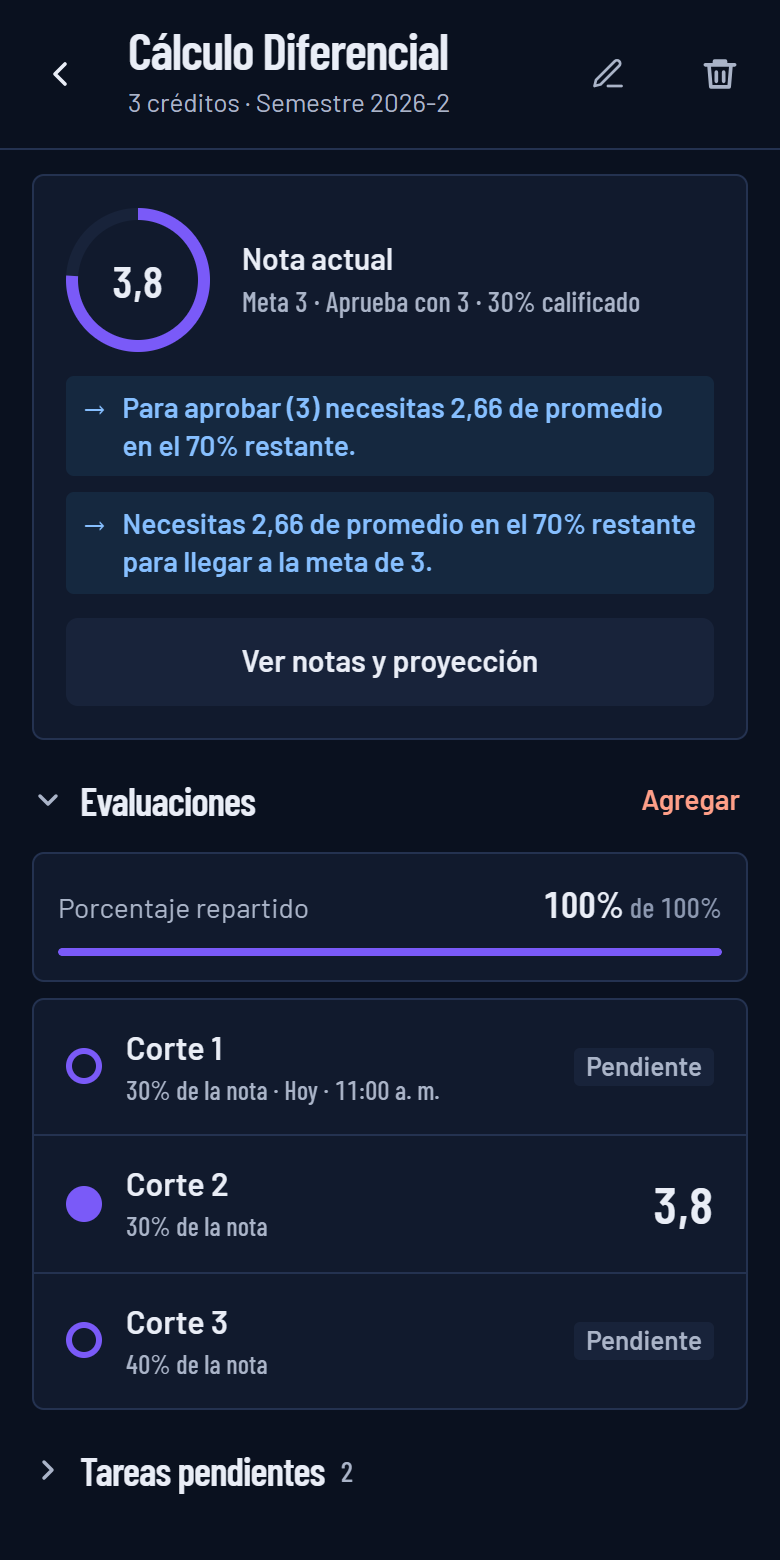 Cálculo Diferencial
3 créditos · Semestre 2026-2
3,8
Nota actual
Meta 3 · Aprueba con 3 · 30% calificado
→ Para aprobar (3) necesitas 2,66 de promedio
en el 70% restante.
→ Necesitas 2,66 de promedio en el 70% restante
para llegar a la meta de 3.
Ver notas y proyección
Evaluaciones
Agregar
Porcentaje repartido
100% de 100%
Corte 1
30% de la nota · Hoy · 11:00 a. m.
Pendiente
Corte 2
30% de la nota
3,8
Corte 3
40% de la nota
Pendiente
Tareas pendientes 2